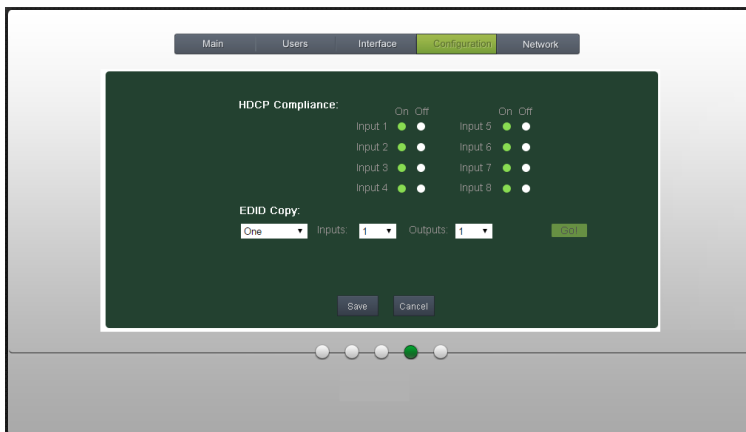 Main Users Interface Configuration Network
HDCP Compliance:
On Off On Off
Input 1 Input 5
Input 2 Input 6
Input 3 Input 7
Input 4 Input 8
EDID Copy:
One Inputs: 1 Outputs: 1 Go!
Save Cancel